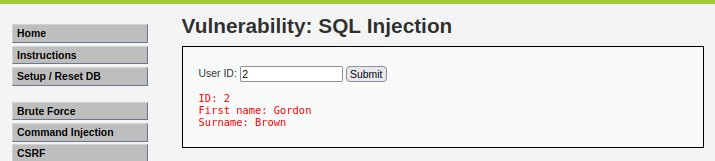 Vulnerability: SQL Injection
Home
Instructions
Setup / Reset DB
Brute Force
Command Injection
CSRF
User ID: 2 Submit
ID: 2
First name: Gordon
Surname: Brown